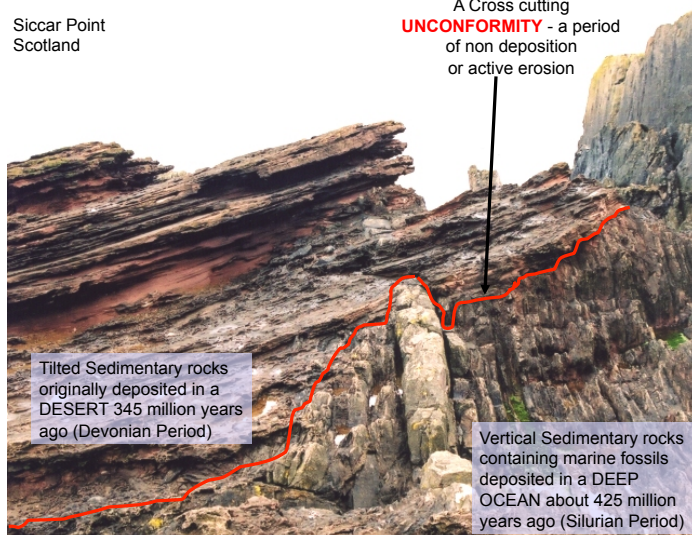 Siccar Point
Scotland
A Cross cutting
UNCONFORMITY - a period
of non deposition
or active erosion
Tilted Sedimentary rocks
originally deposited in a
DESERT 345 million years
ago (Devonian Period)
Vertical Sedimentary rocks
containing marine fossils
deposited in a DEEP
OCEAN about 425 million
years ago (Silurian Period)